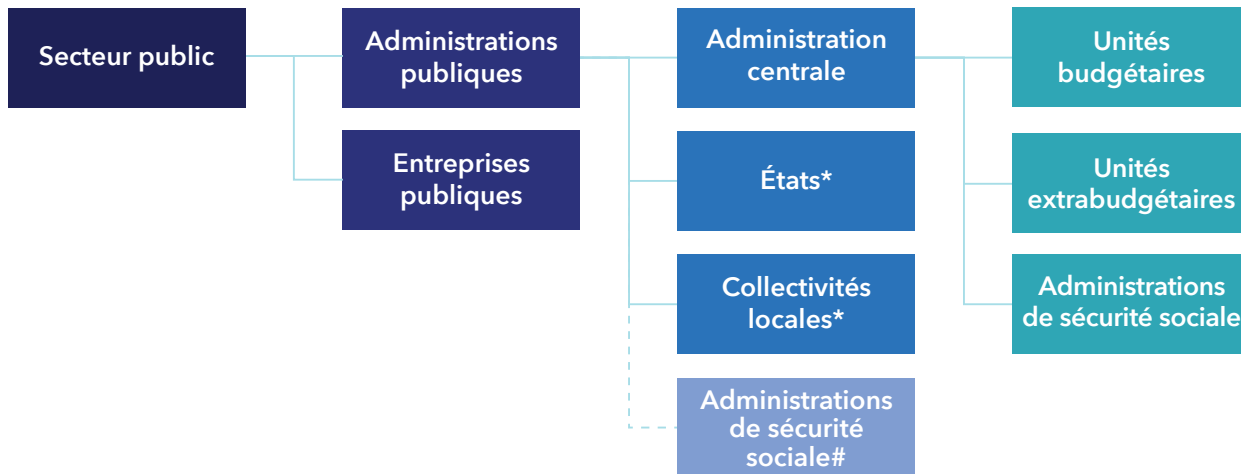 Secteur public
Administrations
publiques
Entreprises
publiques
Administration
centrale
États*
Collectivités
locales*
Administrations
de sécurité
sociale#
Unités
budgétaires
Unités
extrabudgétaires
Administrations
de sécurité sociale